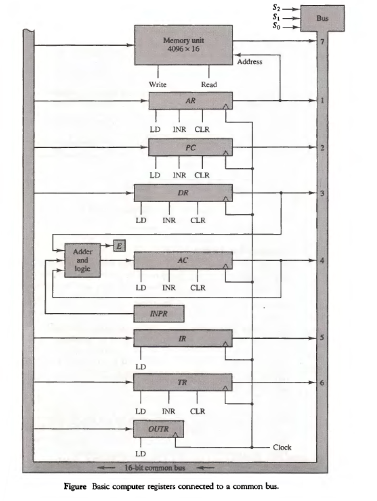 S2
S1
S0
Bus
Memory unit
4096 × 16
7
Address
Write Read
AR
1
LD INR CLR
PC
2
LD INR CLR
DR
3
LD INR CLR
E
Adder
and
logic
AC
4
LD INR CLR
INPR
IR
5
LD
TR
6
LD INR CLR
OUTR
Clock
LD
16-bit common bus
Figure Basic computer registers connected to a common bus.